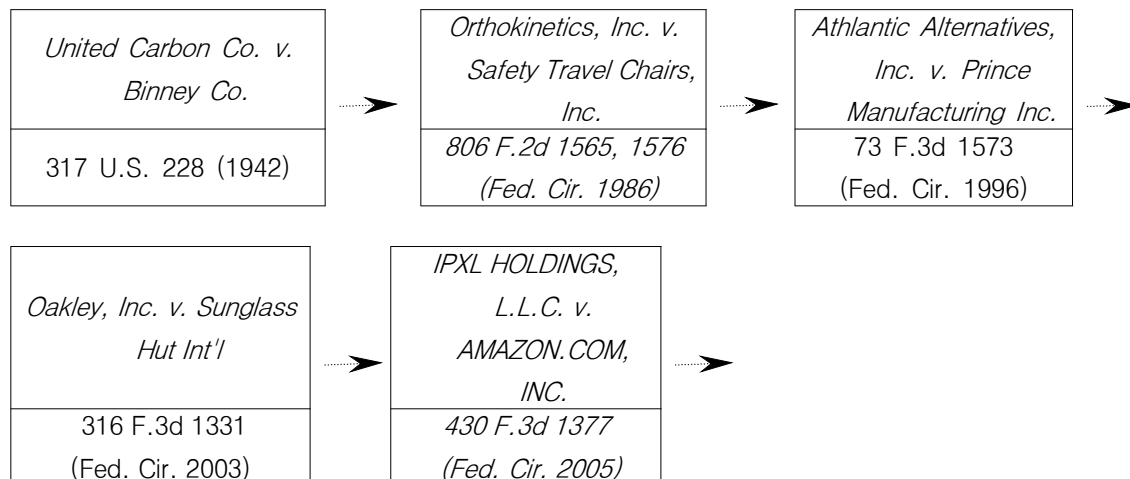 United Carbon Co. v.
Binney Co.
317 U.S. 228 (1942)
Orthokinetics, Inc. v.
Safety Travel Chairs,
Inc.
806 F.2d 1565, 1576
(Fed. Cir. 1986)
Athlantic Alternatives,
Inc. v. Prince
Manufacturing Inc.
73 F.3d 1573
(Fed. Cir. 1996)
Oakley, Inc. v. Sunglass
Hut Int'l
316 F.3d 1331
(Fed. Cir. 2003)
IPXL HOLDINGS,
L.L.C. v.
AMAZON.COM,
INC.
430 F.3d 1377
(Fed. Cir. 2005)